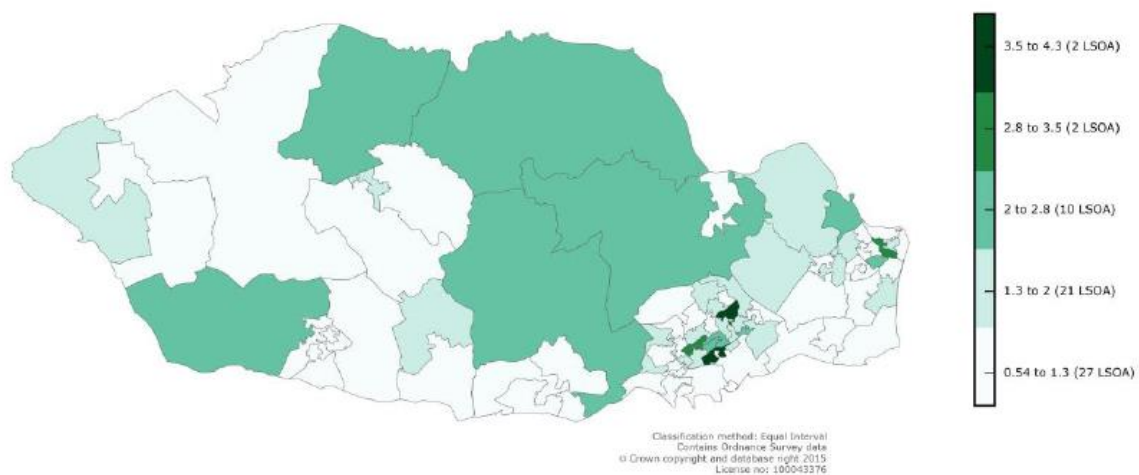 3.5 to 4.3 (2 LSOA)
2.8 to 3.5 (2 LSOA)
2 to 2.8 (10 LSOA)
1.3 to 2 (21 LSOA)
0.54 to 1.3 (27 LSOA)
Classification method: Equal Interval
Contains Ordnance Survey data
© Crown copyright and database right 2015
License no: 100043376